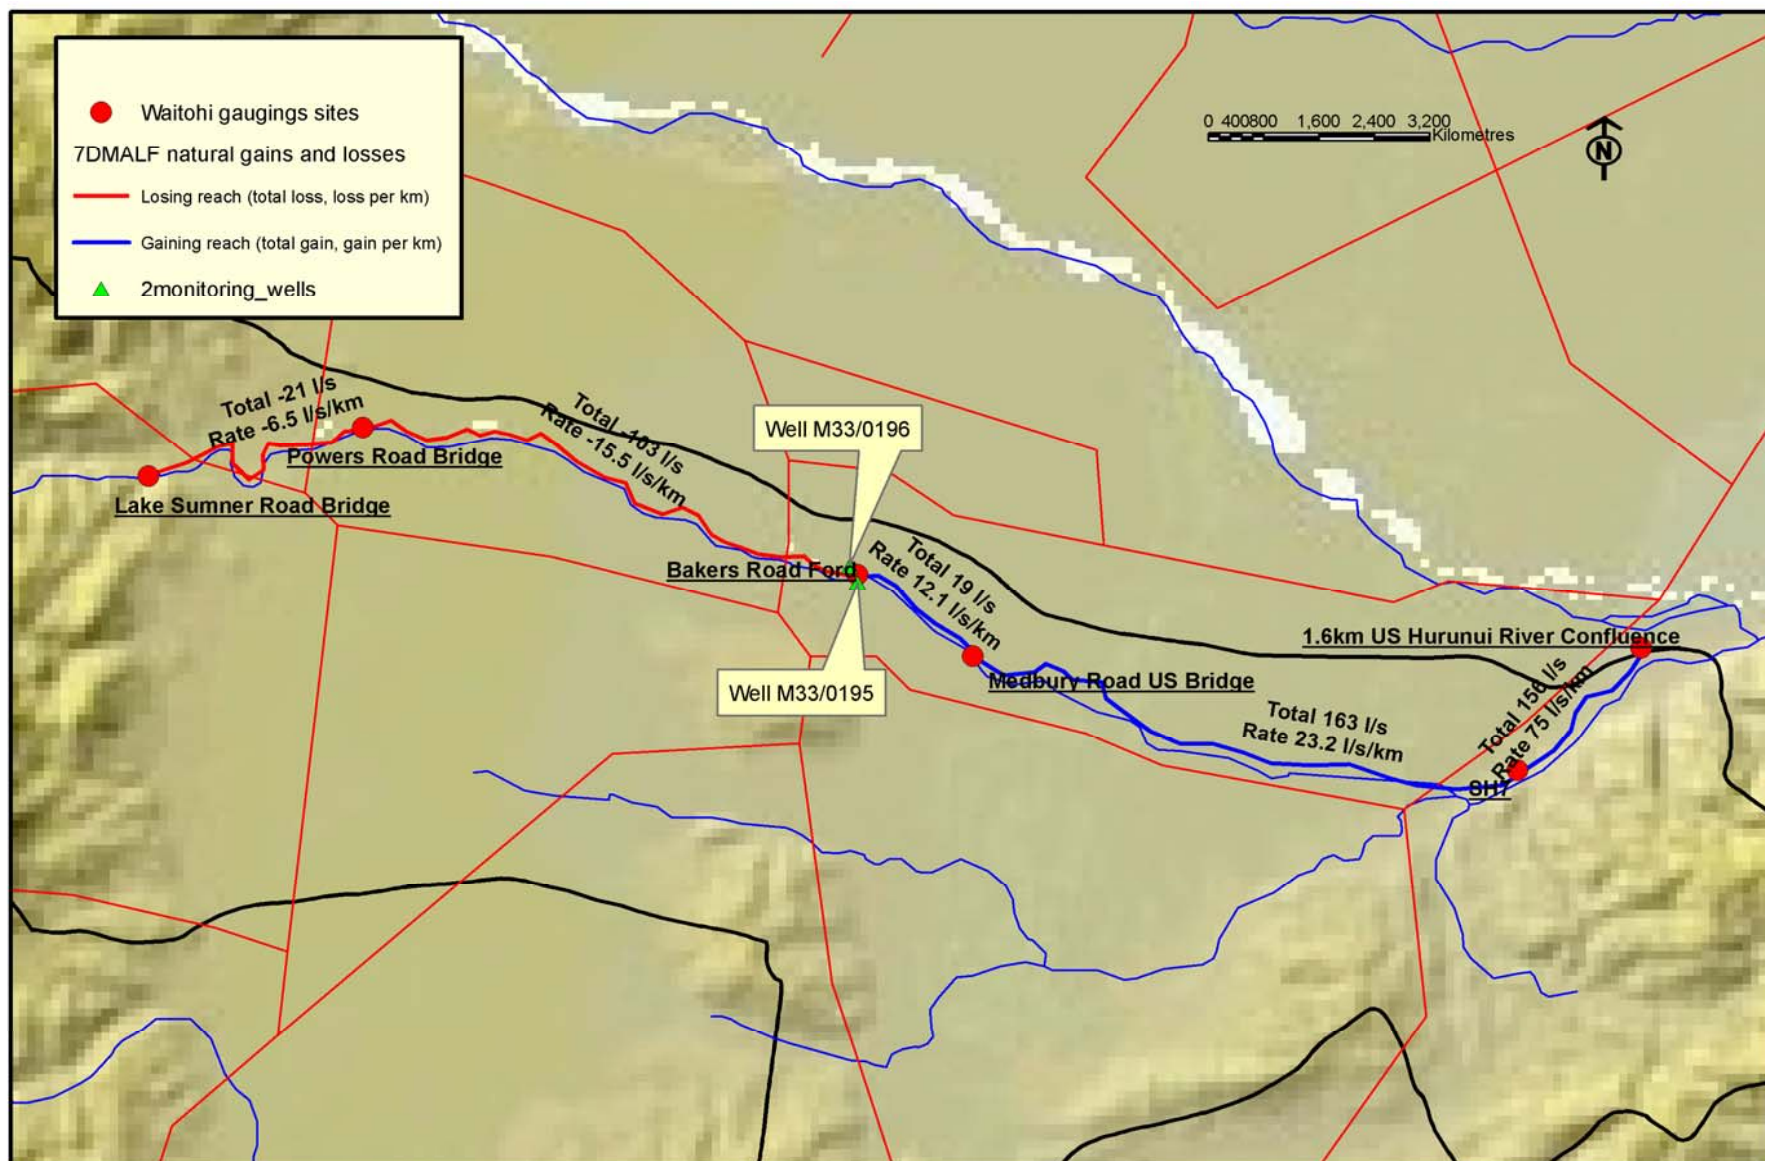 Waitohi gaugings sites
7DMALF natural gains and losses
Losing reach (total loss, loss per km)
Gaining reach (total gain, gain per km)
2monitoring_wells
0 400800 1,600 2,400 3,200
Kilometres
N
Total -21 l/s
Rate -6.5 l/s/km
Powers Road Bridge
Lake Sumner Road Bridge
Total -103 l/s
Rate -15.5 l/s/km
Well M33/0196
Bakers Road Ford
Total 19 l/s
Rate 12.1 l/s/km
Well M33/0195
Medbury Road US Bridge
1.6km US Hurunui River Confluence
Total 163 l/s
Rate 23.2 l/s/km
Total 156 l/s
Rate 75 l/s/km
SH7